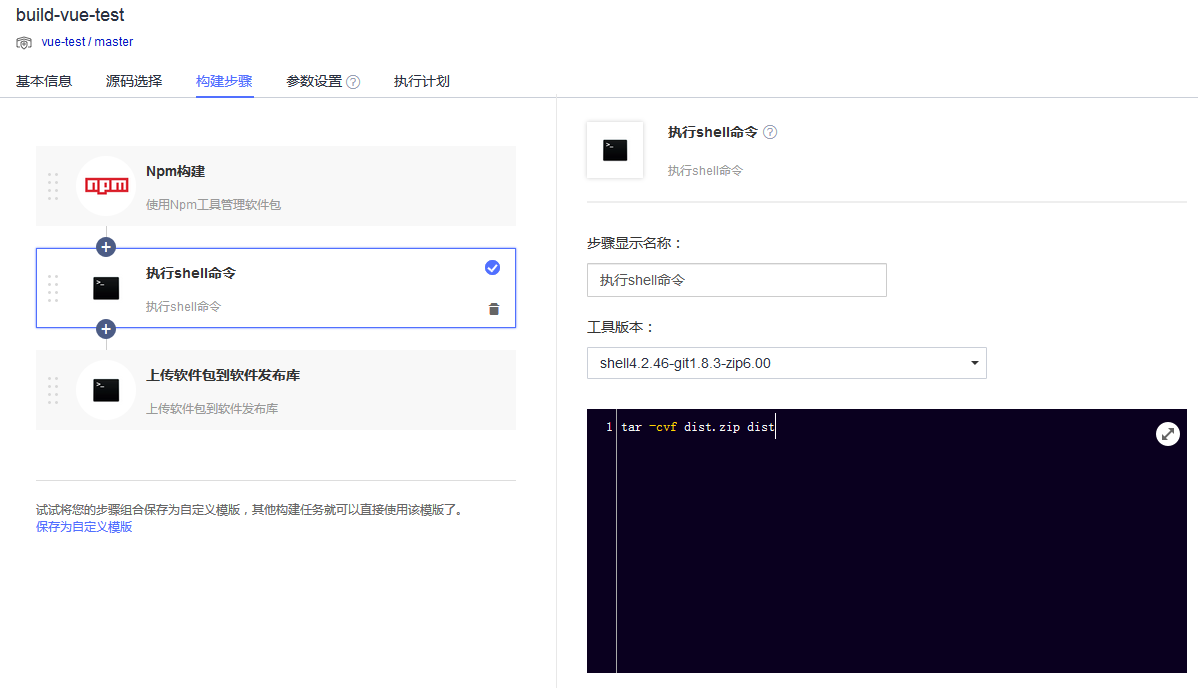 build-vue-test
vue-test / master
基本信息 源码选择 构建步骤 参数设置 ? 执行计划
npm
Npm构建
使用Npm工具管理软件包
+
>_
执行shell命令
执行shell命令
+
>_
上传软件包到软件发布库
上传软件包到软件发布库
试试将您的步骤组合保存为自定义模版，其他构建任务就可以直接使用该模版了。
保存为自定义模版
>_
执行shell命令 ?
执行shell命令
步骤显示名称：
执行shell命令
工具版本：
shell4.2.46-git1.8.3-zip6.00
1 tar -cvf dist.zip dist